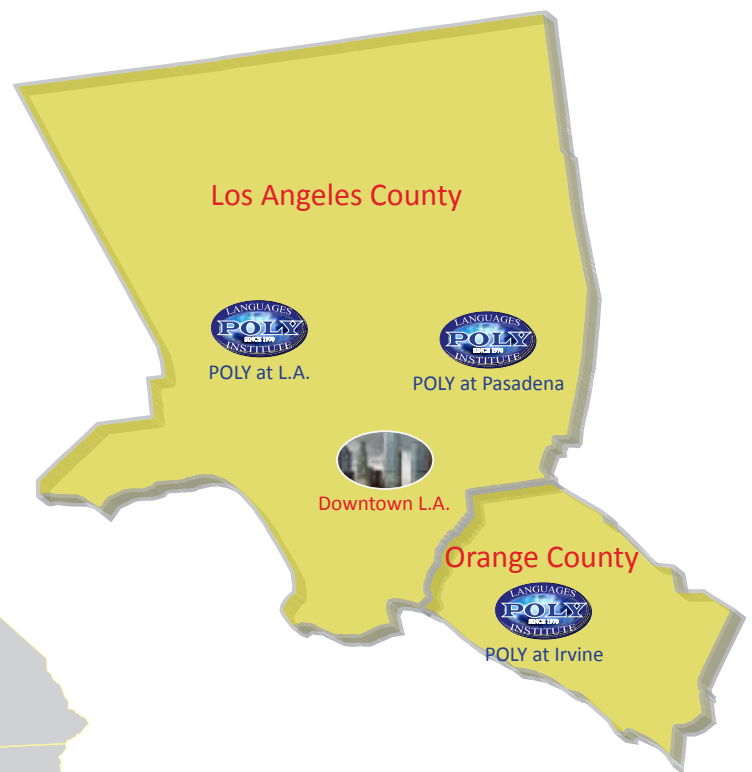 Los Angeles County
LANGUAGES
POLY
SINCE 1970
INSTITUTE
POLY at L.A.
LANGUAGES
POLY
SINCE 1970
INSTITUTE
POLY at Pasadena
Downtown L.A.
Orange County
LANGUAGES
POLY
SINCE 1970
INSTITUTE
POLY at Irvine